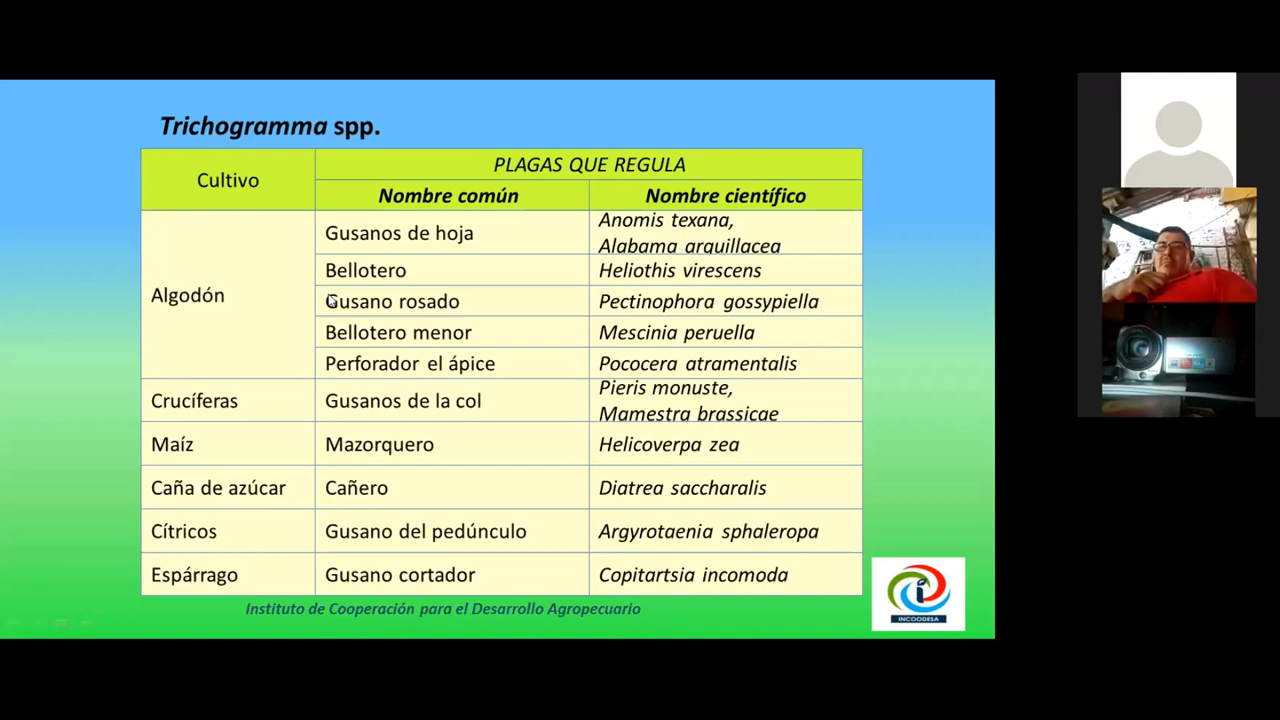 Trichogramma spp.
Cultivo
PLAGAS QUE REGULA
Nombre común
Nombre científico
Algodón
Gusanos de hoja
Anomis texana,
Alabama arquillacea
Bellotero
Heliothis virescens
Gusano rosado
Pectinophora gossypiella
Bellotero menor
Mescinia peruella
Perforador el ápice
Pococera atramentalis
Crucíferas
Gusanos de la col
Pieris monuste,
Mamestra brassicae
Maíz
Mazorquero
Helicoverpa zea
Caña de azúcar
Cañero
Diatrea saccharalis
Cítricos
Gusano del pedúnculo
Argyrotaenia sphaleropa
Espárrago
Gusano cortador
Copitartsia incomoda
Instituto de Cooperación para el Desarrollo Agropecuario
INCOODESA